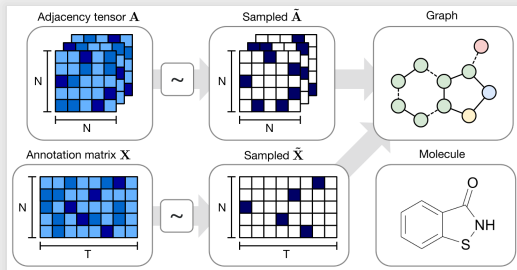 Adjacency tensor A
Sampled Ã
Graph
N
N
~
N
N
Annotation matrix X
Sampled X̃
Molecule
N
T
~
N
T
O
NH
S